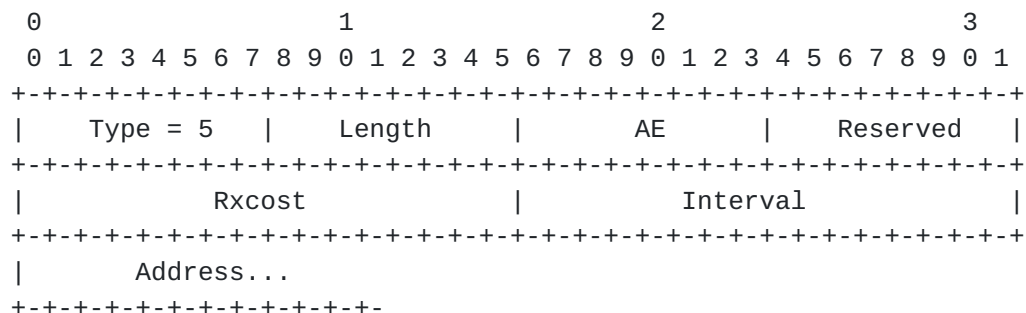 0                   1                   2                   3
 0 1 2 3 4 5 6 7 8 9 0 1 2 3 4 5 6 7 8 9 0 1 2 3 4 5 6 7 8 9 0 1
+-+-+-+-+-+-+-+-+-+-+-+-+-+-+-+-+-+-+-+-+-+-+-+-+-+-+-+-+-+-+-+-+
|    Type = 5   |    Length     |       AE      |    Reserved   |
+-+-+-+-+-+-+-+-+-+-+-+-+-+-+-+-+-+-+-+-+-+-+-+-+-+-+-+-+-+-+-+-+
|            Rxcost             |          Interval             |
+-+-+-+-+-+-+-+-+-+-+-+-+-+-+-+-+-+-+-+-+-+-+-+-+-+-+-+-+-+-+-+-+
|       Address...
+-+-+-+-+-+-+-+-+-+-+-+-